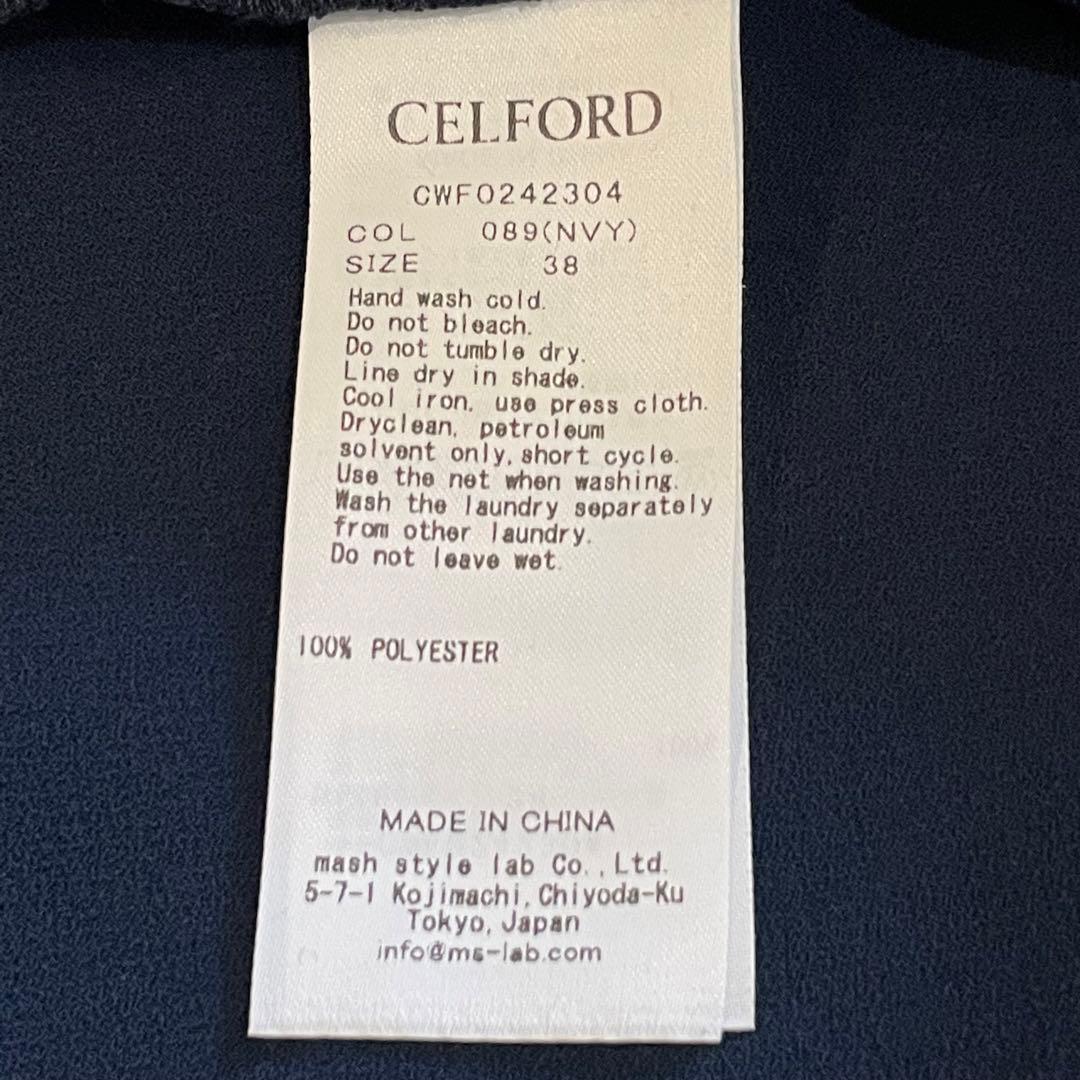 CELFORD
CWF0242304
COL 089(NVY)
SIZE 38
Hand wash cold.
Do not bleach.
Do not tumble dry.
Line dry in shade.
Cool iron, use press cloth.
Dryclean, petroleum
solvent only,short cycle.
Use the net when washing.
Wash the laundry separately
from other laundry.
Do not leave wet.
100% POLYESTER
MADE IN CHINA
mash style lab Co.,Ltd.
5-7-1 Kojimachi,Chiyoda-Ku
Tokyo,Japan
info@ms-lab.com